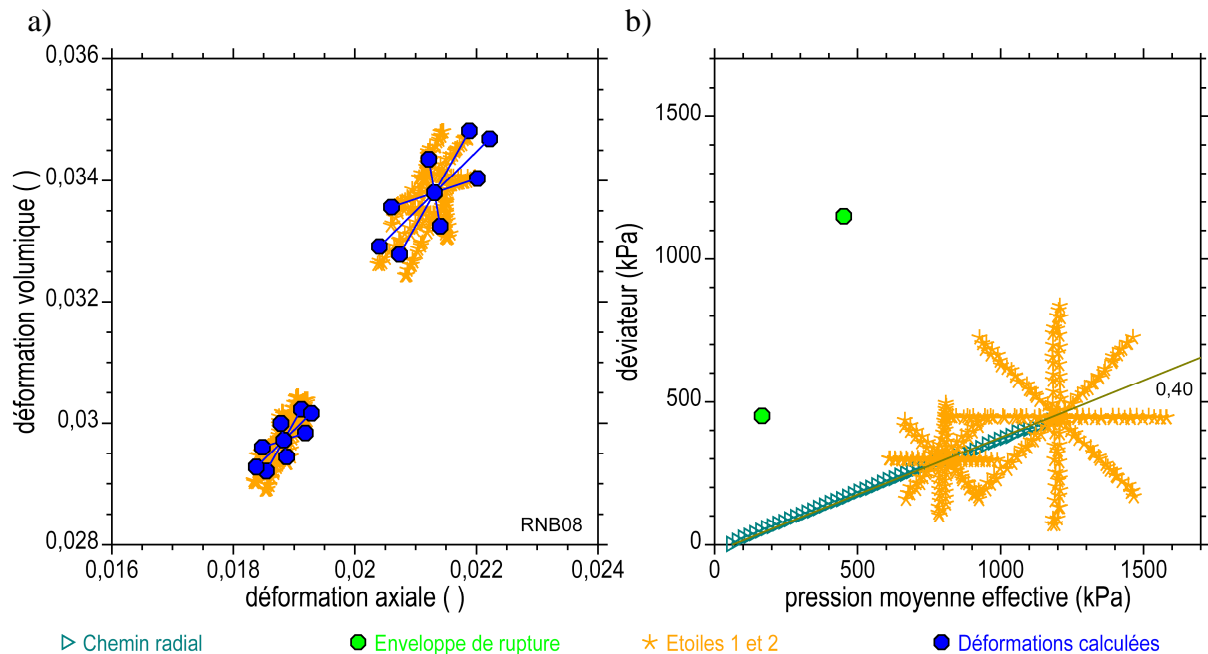 a)
b)
déformation volumique ( )
0,036
0,034
0,032
0,03
0,028
0,016
0,018
0,02
0,022
0,024
déformation axiale ( )
RNB08
déviateur (kPa)
1500
1000
500
0
0
500
1000
1500
pression moyenne effective (kPa)
0,40
Chemin radial
Enveloppe de rupture
Etoiles 1 et 2
Déformations calculées